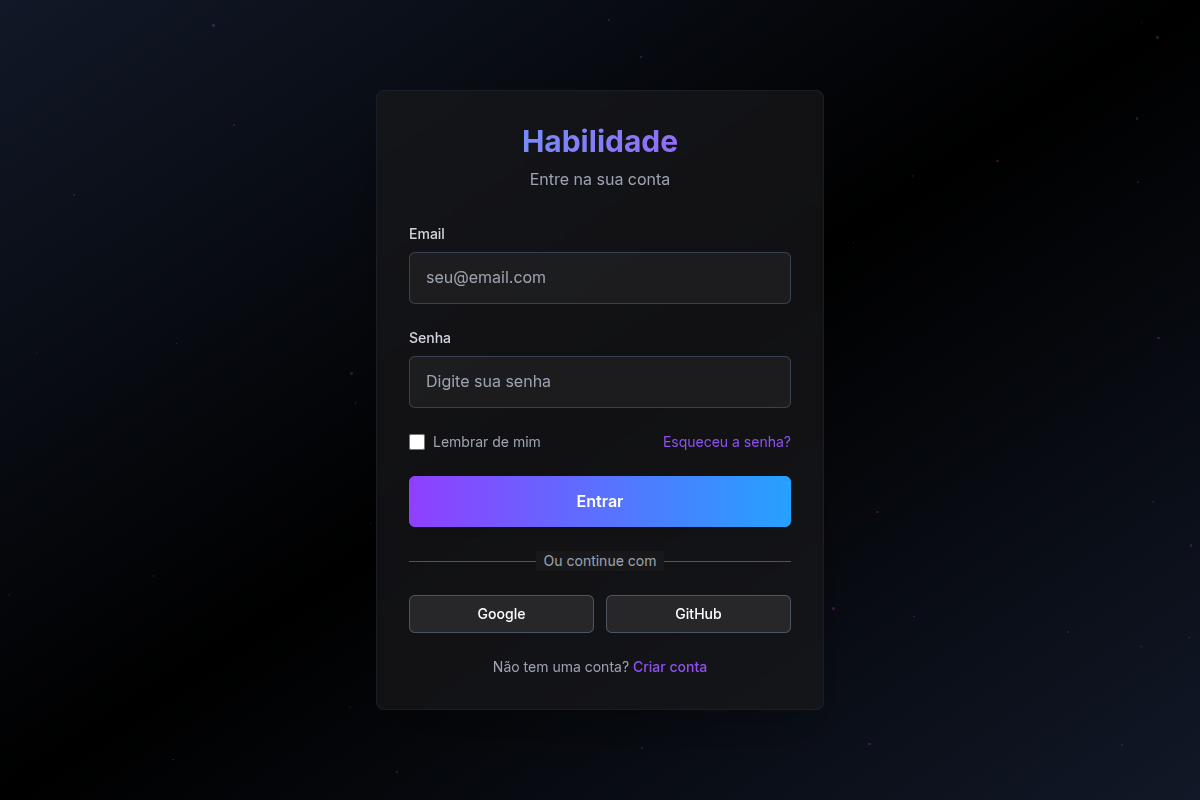 Habilidade
Entre na sua conta
Email
seu@email.com
Senha
Digite sua senha
Lembrar de mim Esqueceu a senha?
Entrar
Ou continue com
Google GitHub
Não tem uma conta? Criar conta